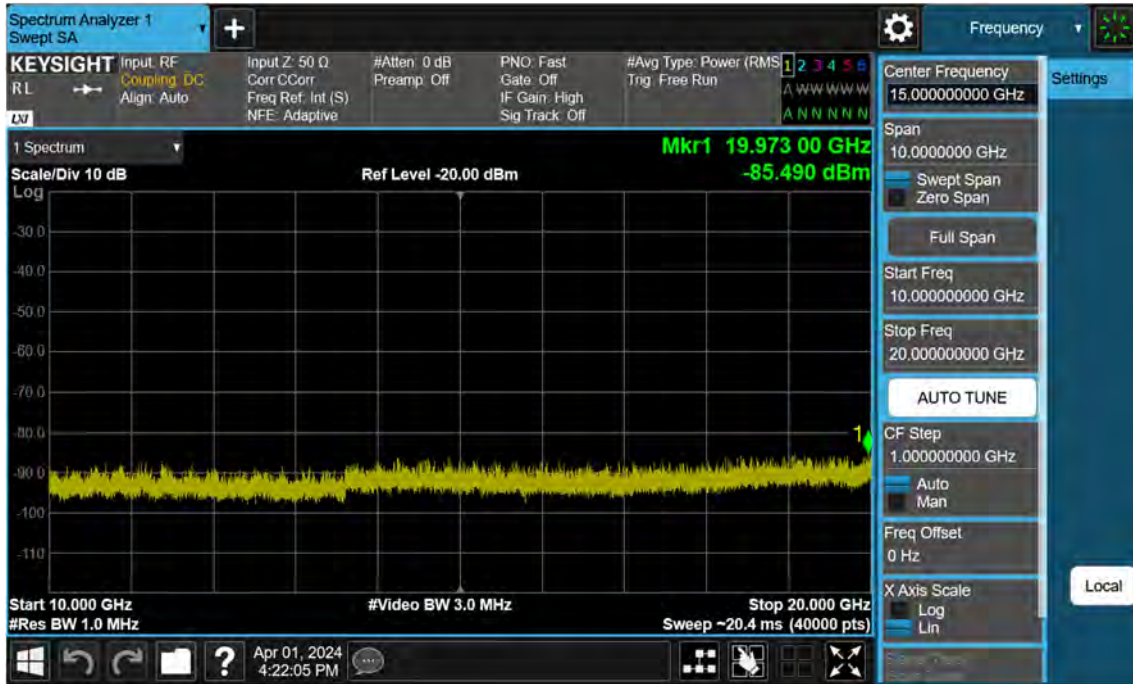 Spectrum Analyzer 1
Swept SA
Frequency
KEYSIGHT
RL
LXI
Input: RF
Coupling: DC
Align: Auto
Input Z: 50 Ω
Corr CCorr
Freq Ref: Int (S)
NFE: Adaptive
#Atten: 0 dB
Preamp: Off
PNO: Fast
Gate: Off
IF Gain: High
Sig Track: Off
#Avg Type: Power (RMS
Trig: Free Run
1 2 3 4 5 6
A W W W W W
A N N N N N
1 Spectrum
Scale/Div 10 dB
Ref Level -20.00 dBm
Mkr1 19.973 00 GHz
-85.490 dBm
Log
-30.0
-40.0
-50.0
-60.0
-70.0
-80.0
-90.0
-100
-110
1
Start 10.000 GHz
#Res BW 1.0 MHz
#Video BW 3.0 MHz
Stop 20.000 GHz
Sweep ~20.4 ms (40000 pts)
Apr 01, 2024
4:22:05 PM
Center Frequency
15.000000000 GHz
Span
10.0000000 GHz
Swept Span
Zero Span
Full Span
Start Freq
10.000000000 GHz
Stop Freq
20.000000000 GHz
AUTO TUNE
CF Step
1.000000000 GHz
Auto
Man
Freq Offset
0 Hz
X Axis Scale
Log
Lin
Settings
Local